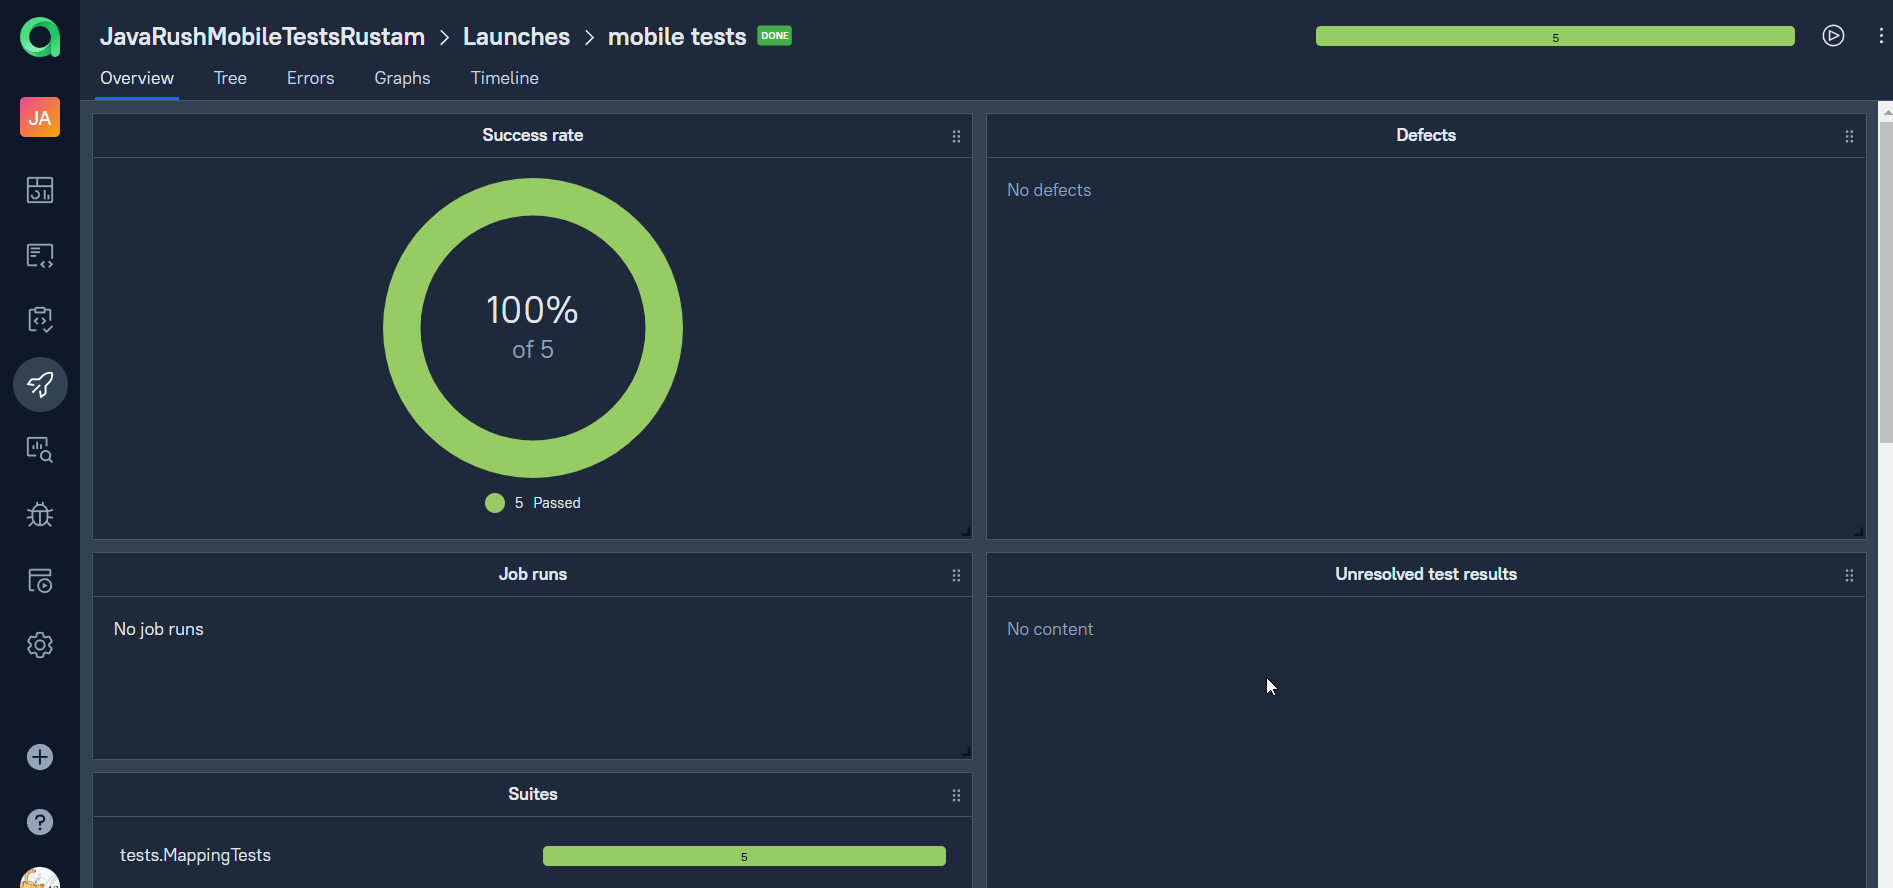 JavaRushMobileTestsRustam > Launches > mobile tests DONE
5
Overview Tree Errors Graphs Timeline
JA
Success rate
100%
of 5
5 Passed
Defects
No defects
Job runs
No job runs
Unresolved test results
No content
Suites
tests.MappingTests 5